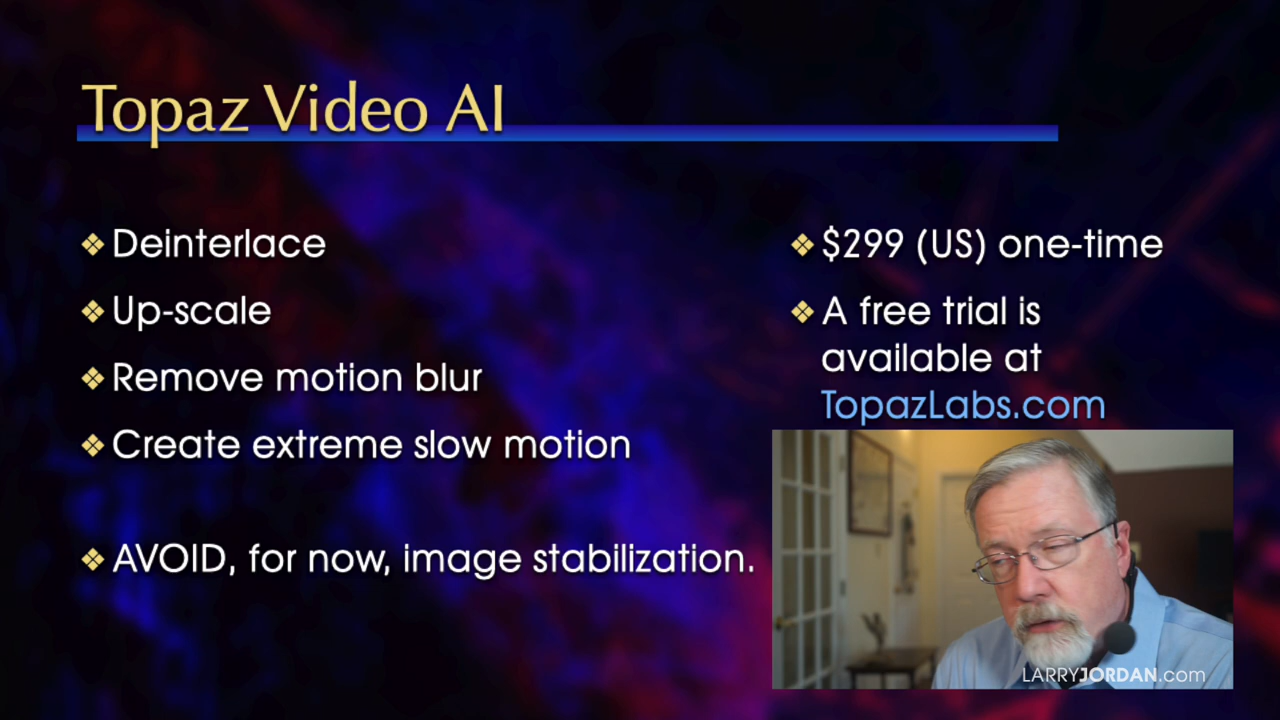 Topaz Video AI
❖ Deinterlace
❖ Up-scale
❖ Remove motion blur
❖ Create extreme slow motion
❖ AVOID, for now, image stabilization.
❖ $299 (US) one-time
❖ A free trial is
available at
TopazLabs.com
LARRYJORDAN.com